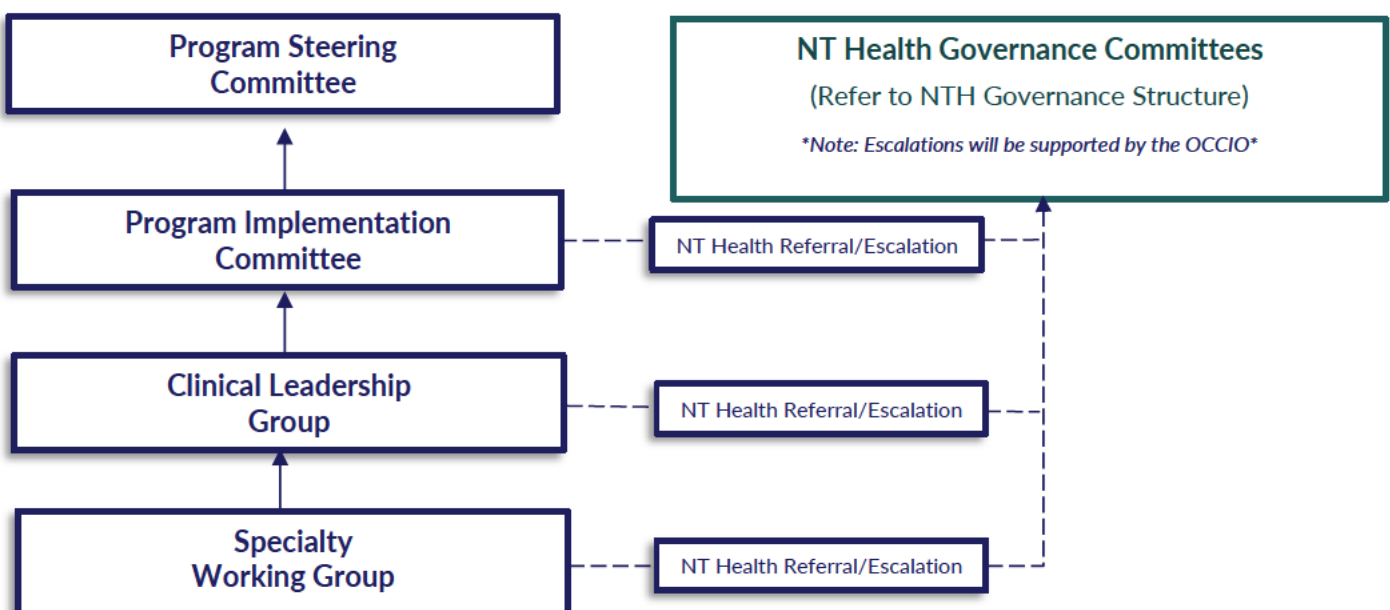 Program Steering
Committee
NT Health Governance Committees
(Refer to NTH Governance Structure)
*Note: Escalations will be supported by the OCCIO*
Program Implementation
Committee
NT Health Referral/Escalation
Clinical Leadership
Group
NT Health Referral/Escalation
Specialty
Working Group
NT Health Referral/Escalation